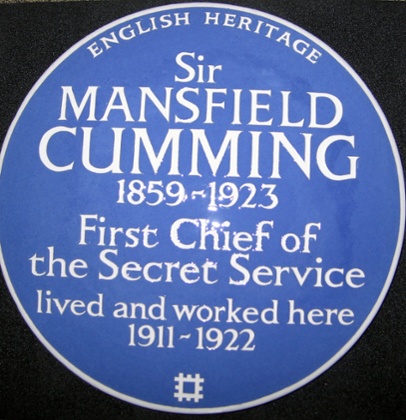 ENGLISH HERITAGE
Sir
MANSFIELD
CUMMING
1859-1923
First Chief of
the Secret Service
lived and worked here
1911-1922